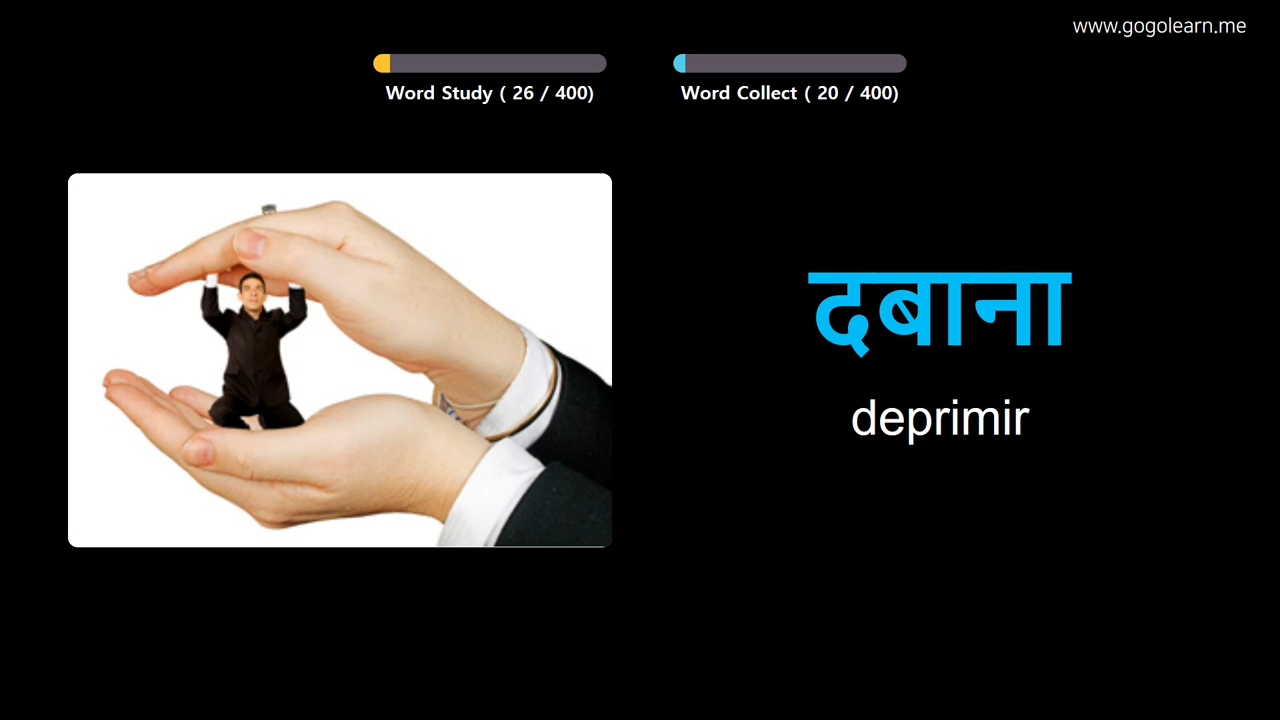 www.gogolearn.me
Word Study ( 26 / 400)
Word Collect ( 20 / 400)
दबाना
deprimir